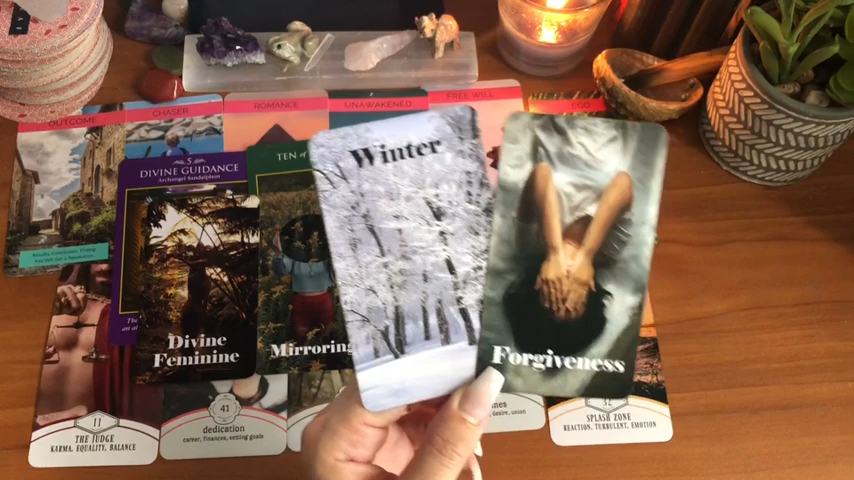 OUTCOME
CHASER
ROMANCE
UNAWAKENED
FREE WILL
EGO
5
DIVINE GUIDANCE
Archangel Sandalphon
TEN of
Winter
Forgiveness
Divine
Feminine
Mirroring
11
THE JUDGE
KARMA, EQUALITY, BALANCE
41
dedication
career, finances, setting goals
desire, union
32
SPLASH ZONE
REACTION, TURBULENT, EMOTION